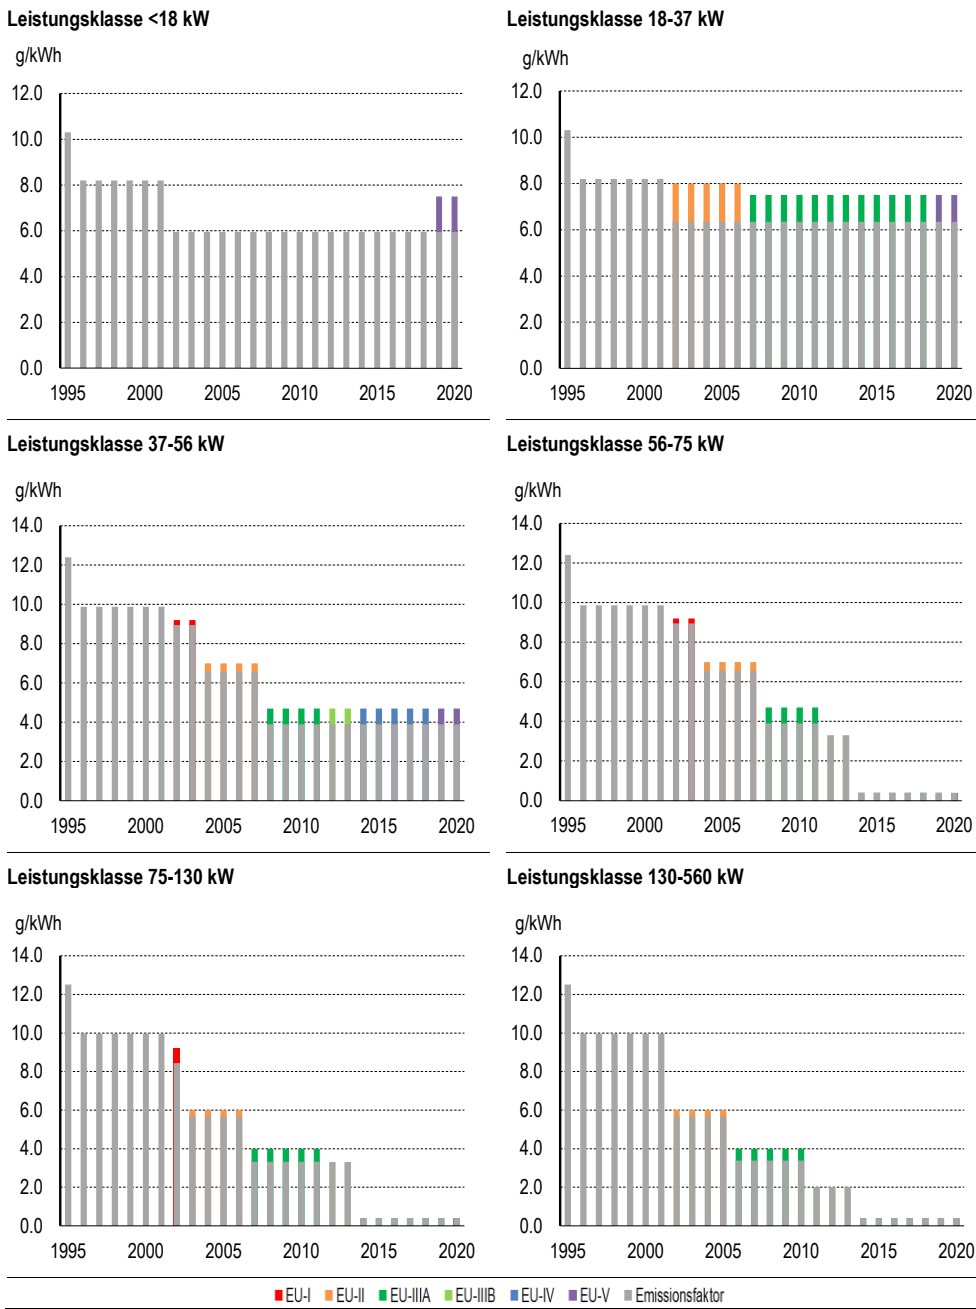 Leistungsklasse <18 kW
g/kWh
12.0
10.0
8.0
6.0
4.0
2.0
0.0
1995 2000 2005 2010 2015 2020
Leistungsklasse 18-37 kW
g/kWh
12.0
10.0
8.0
6.0
4.0
2.0
0.0
1995 2000 2005 2010 2015 2020
Leistungsklasse 37-56 kW
g/kWh
14.0
12.0
10.0
8.0
6.0
4.0
2.0
0.0
1995 2000 2005 2010 2015 2020
Leistungsklasse 56-75 kW
g/kWh
14.0
12.0
10.0
8.0
6.0
4.0
2.0
0.0
1995 2000 2005 2010 2015 2020
Leistungsklasse 75-130 kW
g/kWh
14.0
12.0
10.0
8.0
6.0
4.0
2.0
0.0
1995 2000 2005 2010 2015 2020
Leistungsklasse 130-560 kW
g/kWh
14.0
12.0
10.0
8.0
6.0
4.0
2.0
0.0
1995 2000 2005 2010 2015 2020
EU-I EU-II EU-IIIA EU-IIIB EU-IV EU-V Emissionsfaktor